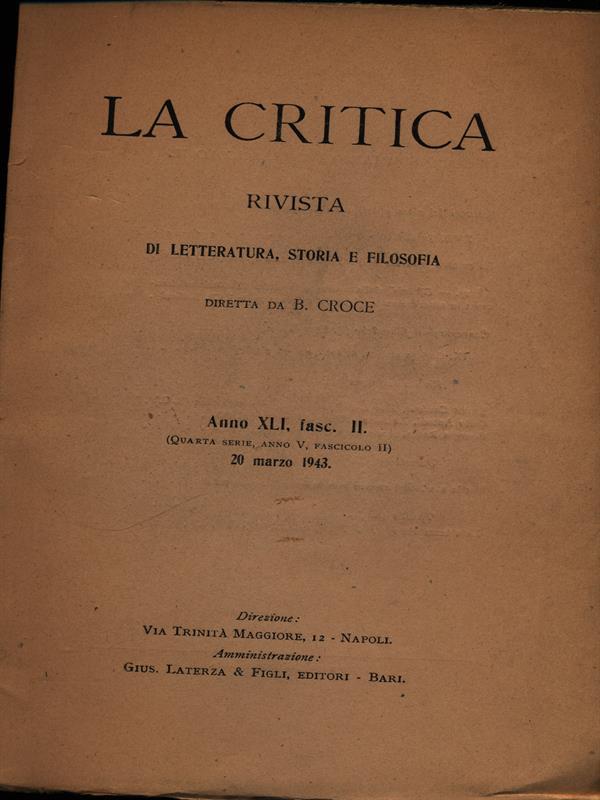 LA CRITICA
RIVISTA
DI LETTERATURA, STORIA E FILOSOFIA
DIRETTA DA B. CROCE
Anno XLI, fasc. II.
(QUARTA SERIE, ANNO V, FASCICOLO II)
20 marzo 1943.
Direzione:
VIA TRINITÀ MAGGIORE, 12 - NAPOLI.
Amministrazione:
GIUS. LATERZA & FIGLI, EDITORI - BARI.